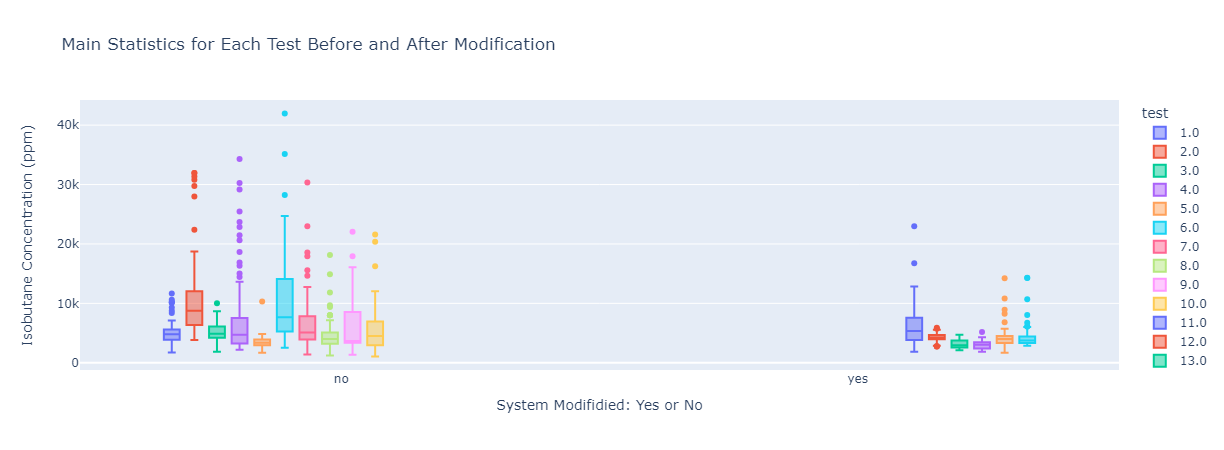 Main Statistics for Each Test Before and After Modification
Isobutane Concentration (ppm)
40k
30k
20k
10k
0
no
yes
System Modifidied: Yes or No
test
1.0
2.0
3.0
4.0
5.0
6.0
7.0
8.0
9.0
10.0
11.0
12.0
13.0